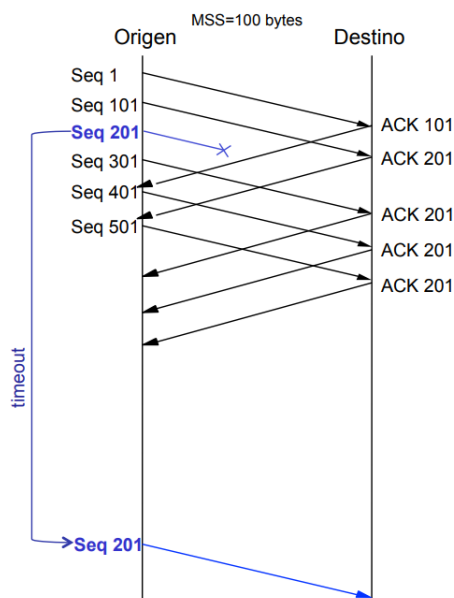 MSS=100 bytes
Origen
Destino
Seq 1
Seq 101
Seq 201
Seq 301
Seq 401
Seq 501
ACK 101
ACK 201
ACK 201
ACK 201
ACK 201
timeout
Seq 201